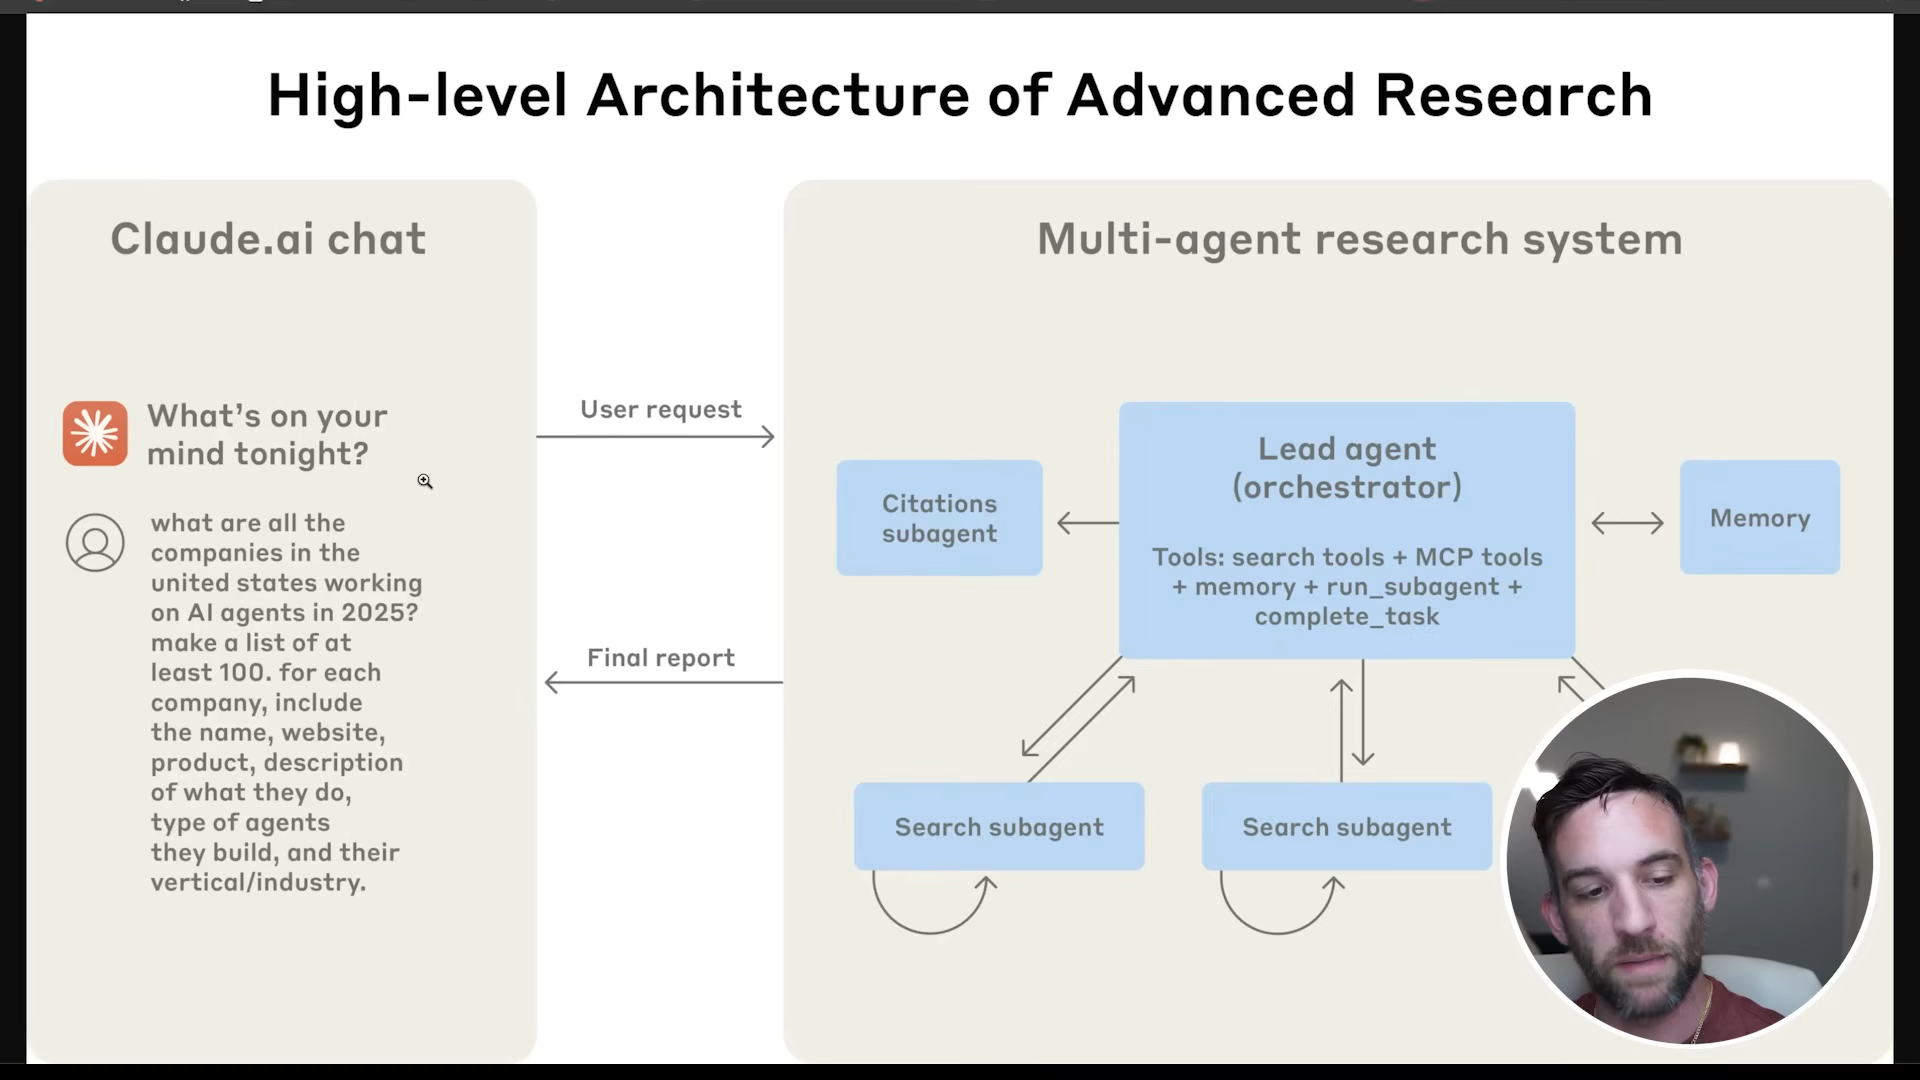 High-level Architecture of Advanced Research
Claude.ai chat
What's on your
mind tonight?
what are all the
companies in the
united states working
on AI agents in 2025?
make a list of at
least 100. for each
company, include
the name, website,
product, description
of what they do,
type of agents
they build, and their
vertical/industry.
User request
Final report
Multi-agent research system
Citations
subagent
Lead agent
(orchestrator)
Tools: search tools + MCP tools
+ memory + run_subagent +
complete_task
Memory
Search subagent
Search subagent